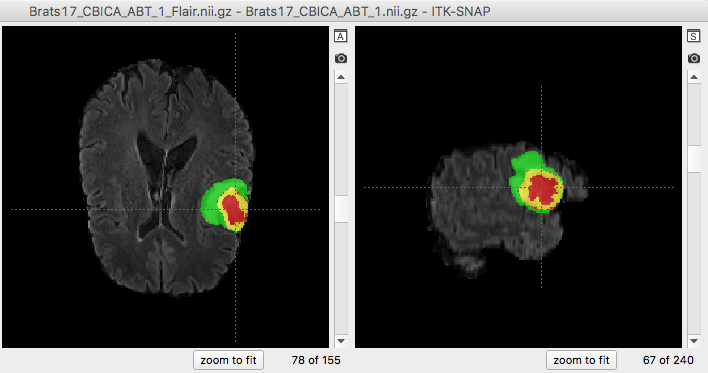 Brats17_CBICA_ABT_1_Flair.nii.gz - Brats17_CBICA_ABT_1.nii.gz - ITK-SNAP
A
S
zoom to fit 78 of 155
zoom to fit 67 of 240